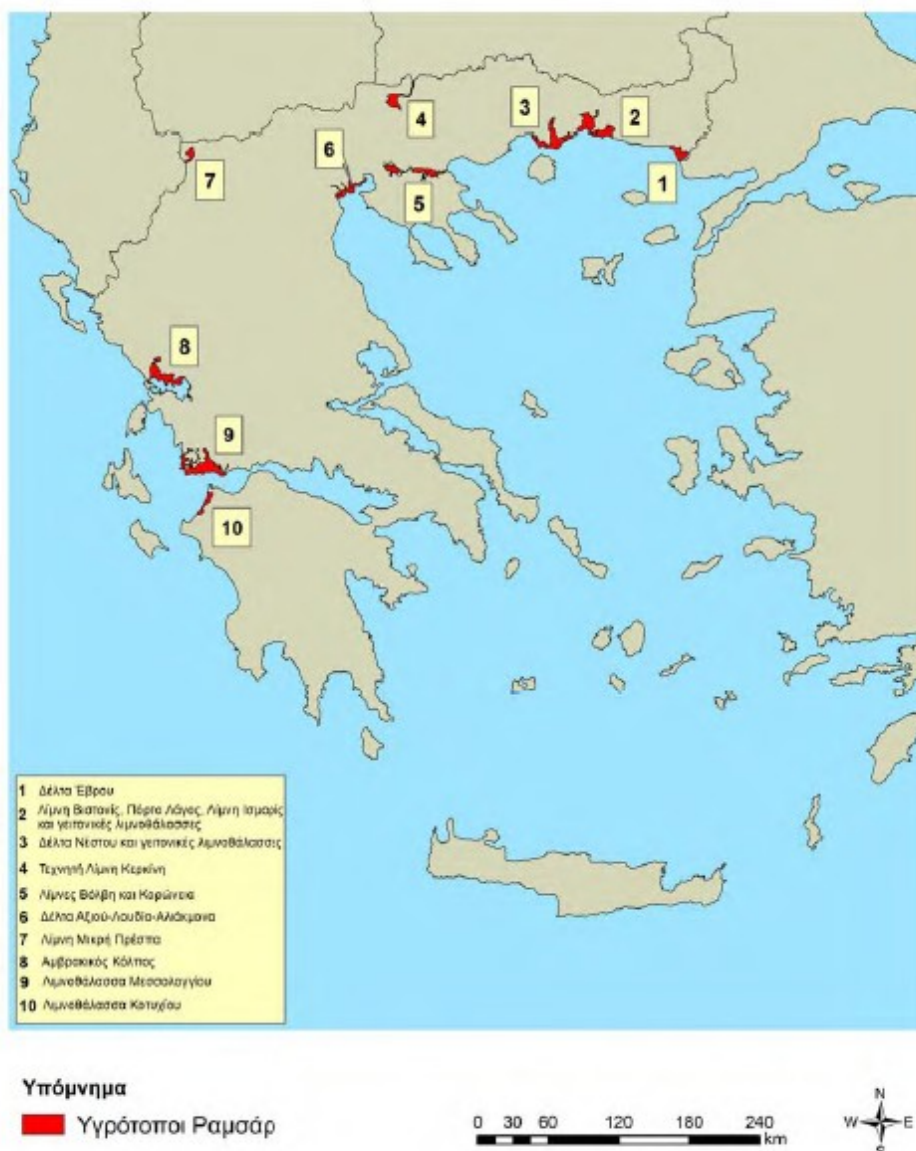 3
2
4
6
7
5
1
8
9
10
1 Δέλτα Έβρου
2 Λίμνη Βιστονίς, Πόρτο Λάγος, Λίμνη Ισμαρίς
και γειτονικές λιμνοθάλασσες
3 Δέλτα Νέστου και γειτονικές λιμνοθάλασσες
4 Τεχνητή Λίμνη Κερκίνη
5 Λίμνες Βόλβη και Κορώνεια
6 Δέλτα Αξιού-Λουδία-Αλιάκμονα
7 Λίμνη Μικρή Πρέσπα
8 Αμβρακικός Κόλπος
9 Λιμνοθάλασσα Μεσσολογγίου
10 Λιμνοθάλασσα Κοτυχίου
Υπόμνημα
Υγρότοποι Ραμσάρ
0 30 60 120 180 240
km
N
W E
S